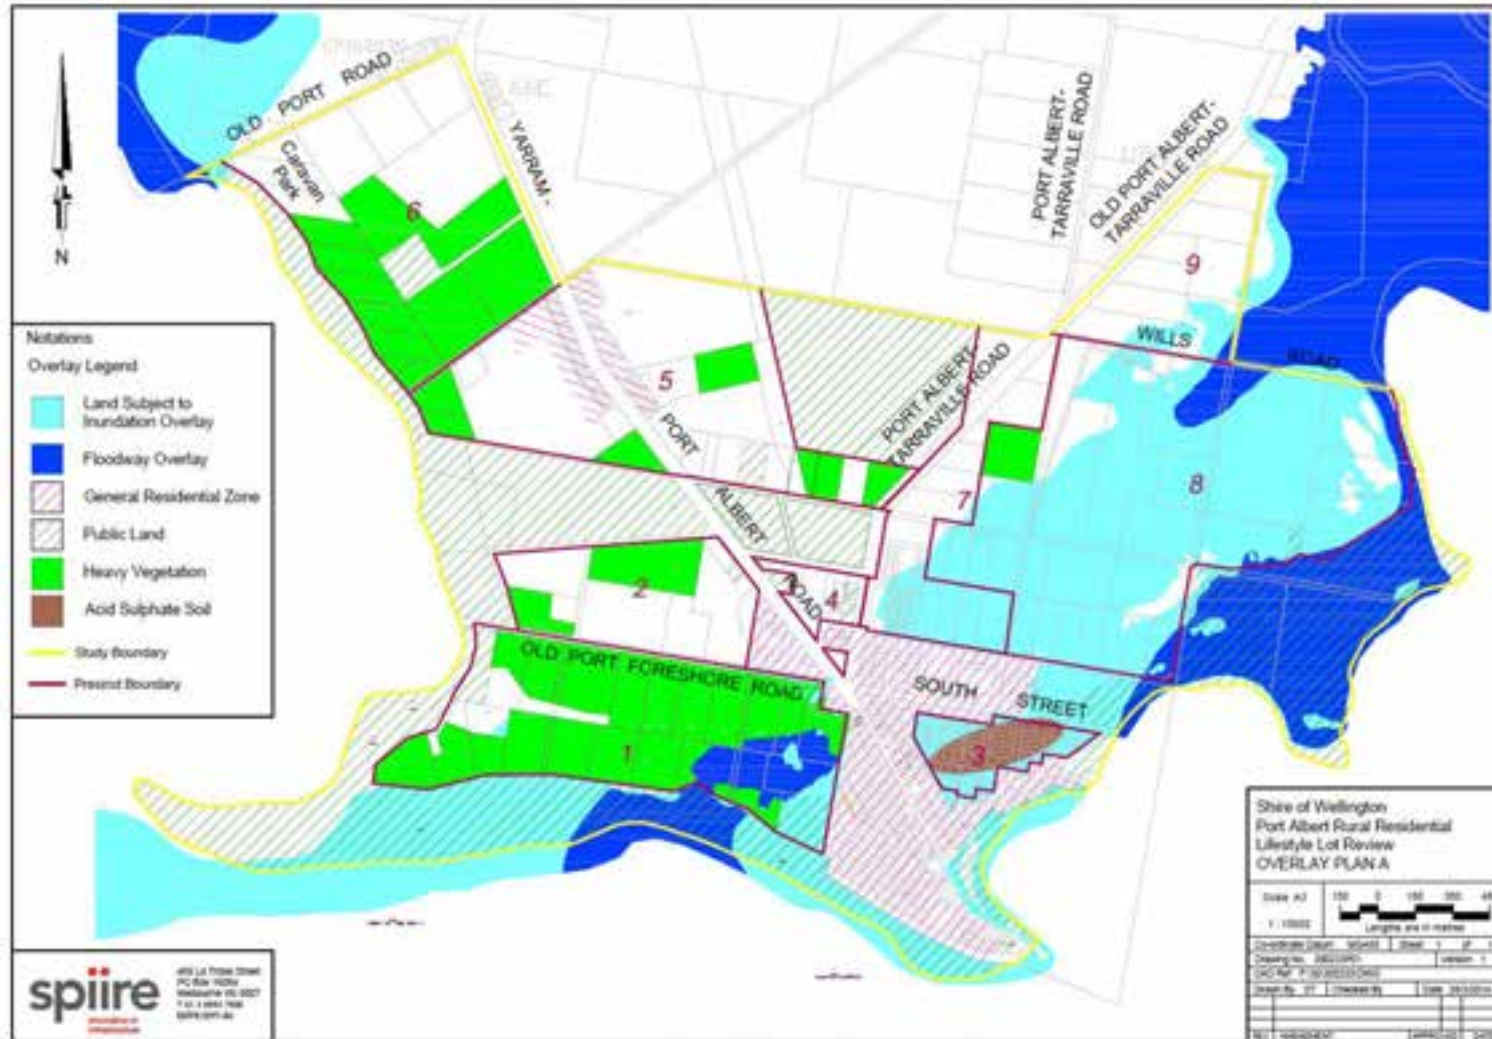 OLD PORT ROAD
Caravan
Park
6
YARRAM -
PORT ALBERT-
TARRAVILLE ROAD
OLD PORT ALBERT-
TARRAVILLE ROAD
9
N
WILLS
ROAD
Notations
Overlay Legend
Land Subject to
Inundation Overlay
Floodway Overlay
General Residential Zone
Public Land
Heavy Vegetation
Acid Sulphate Soil
Study Boundary
Precinct Boundary
5
PORT ALBERT-
TARRAVILLE ROAD
PORT
ALBERT
ROAD
7
8
2
4
OLD PORT FORESHORE ROAD
SOUTH STREET
1
3
Shire of Wellington
Port Albert Rural Residential
Lifestyle Lot Review
OVERLAY PLAN A
Lengths are in metres
spiire